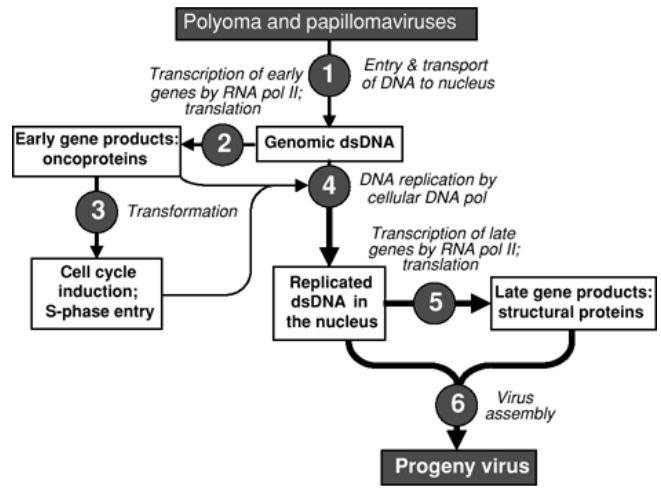 Polyoma and papillomaviruses
1
Entry & transport
of DNA to nucleus
Transcription of early
genes by RNA pol II;
translation
Early gene products:
oncoproteins
2
Genomic dsDNA
3
Transformation
4
DNA replication by
cellular DNA pol
Cell cycle
induction;
S-phase entry
Transcription of late
genes by RNA pol II;
translation
Replicated
dsDNA in
the nucleus
5
Late gene products:
structural proteins
6
Virus
assembly
Progeny virus